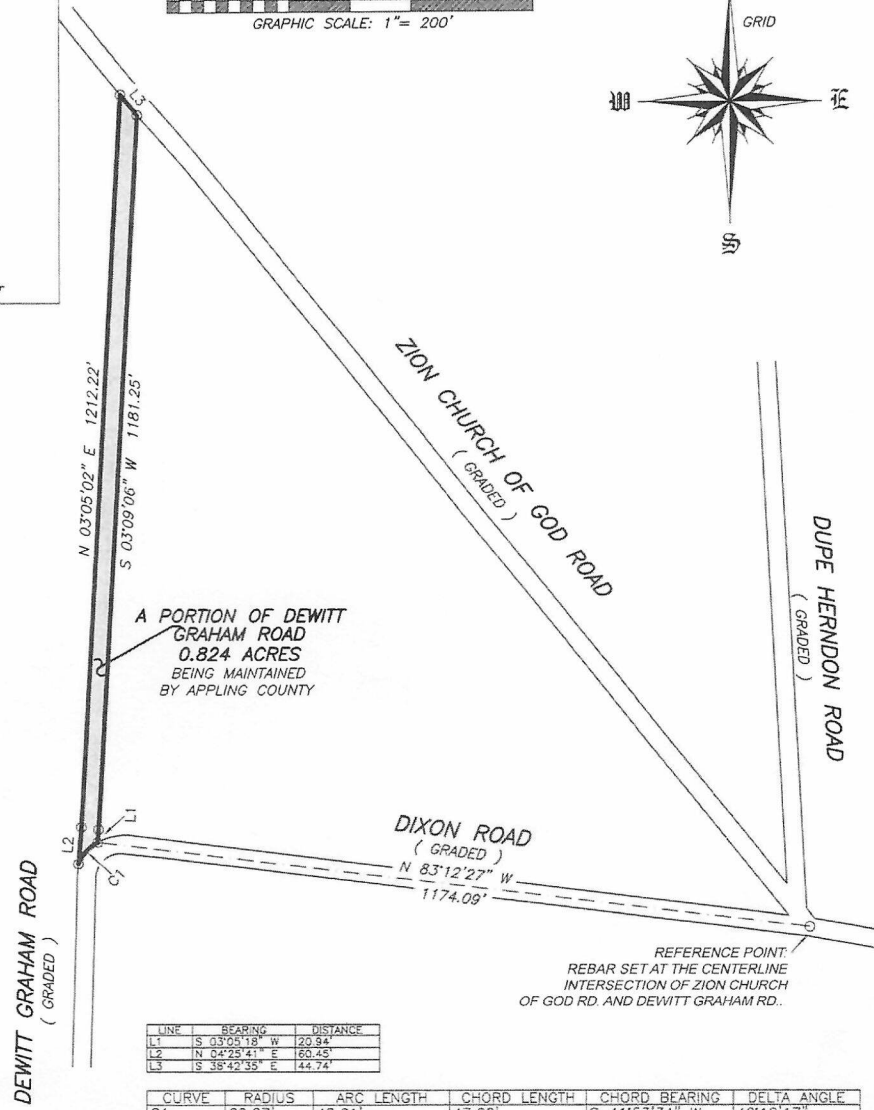 GRAPHIC SCALE: 1"= 200'
GRID
W
E
S
L3
ZION CHURCH OF GOD ROAD
( GRADED )
N 03°05'02" E 1212.22'
S 03°09'06" W 1181.25'
DUPE HERNDON ROAD
( GRADED )
A PORTION OF DEWITT
GRAHAM ROAD
0.824 ACRES
BEING MAINTAINED
BY APPLING COUNTY
L1
L2
C1
DIXON ROAD
( GRADED )
N 83°12'27" W
1174.09'
DEWITT GRAHAM ROAD
( GRADED )
REFERENCE POINT:
REBAR SET AT THE CENTERLINE
INTERSECTION OF ZION CHURCH
OF GOD RD. AND DEWITT GRAHAM RD..
LINE BEARING DISTANCE
L1 S 03°05'18" W 20.94'
L2 N 04°25'41" E 60.45'
L3 S 38°42'35" E 44.74'
CURVE RADIUS ARC LENGTH CHORD LENGTH CHORD BEARING DELTA ANGLE